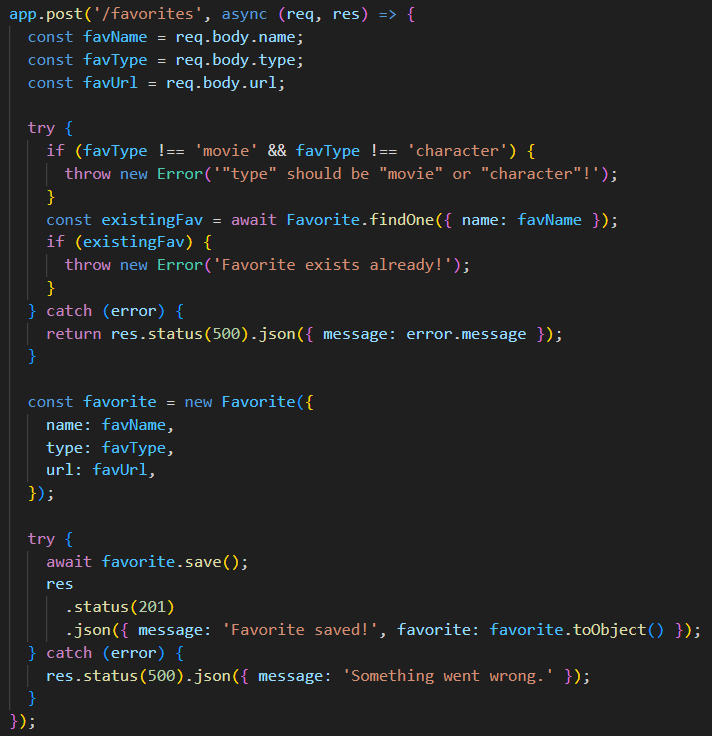 app.post('/favorites', async (req, res) => {
  const favName = req.body.name;
  const favType = req.body.type;
  const favUrl = req.body.url;

  try {
    if (favType !== 'movie' && favType !== 'character') {
      throw new Error('"type" should be "movie" or "character"!');
    }
    const existingFav = await Favorite.findOne({ name: favName });
    if (existingFav) {
      throw new Error('Favorite exists already!');
    }
  } catch (error) {
    return res.status(500).json({ message: error.message });
  }

  const favorite = new Favorite({
    name: favName,
    type: favType,
    url: favUrl,
  });

  try {
    await favorite.save();
    res
      .status(201)
      .json({ message: 'Favorite saved!', favorite: favorite.toObject() });
  } catch (error) {
    res.status(500).json({ message: 'Something went wrong.' });
  }
});